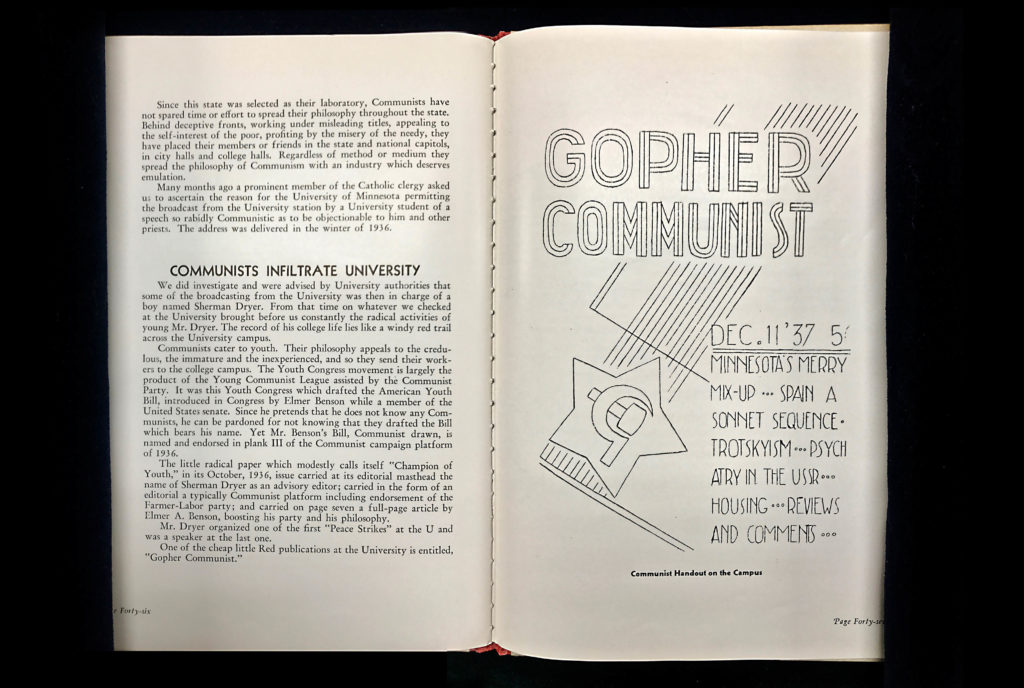 Since this state was selected as their laboratory, Communists have
not spared time or effort to spread their philosophy throughout the state.
Behind deceptive fronts, working under misleading titles, appealing to
the self-interest of the poor, profiting by the misery of the needy, they
have placed their members or friends in the state and national capitols,
in city halls and college halls. Regardless of method or medium they
spread the philosophy of Communism with an industry which deserves
emulation.
Many months ago a prominent member of the Catholic clergy asked
us to ascertain the reason for the University of Minnesota permitting
the broadcast from the University station by a University student of a
speech so rabidly Communistic as to be objectionable to him and other
priests. The address was delivered in the winter of 1936.
COMMUNISTS INFILTRATE UNIVERSITY
We did investigate and were advised by University authorities that
some of the broadcasting from the University was then in charge of a
boy named Sherman Dryer. From that time on whatever we checked
at the University brought before us constantly the radical activities of
young Mr. Dryer. The record of his college life lies like a windy red trail
across the University campus.
Communists cater to youth. Their philosophy appeals to the credu-
lous, the immature and the inexperienced, and so they send their work-
ers to the college campus. The Youth Congress movement is largely the
product of the Young Communist League assisted by the Communist
Party. It was this Youth Congress which drafted the American Youth
Bill, introduced in Congress by Elmer Benson while a member of the
United States senate. Since he pretends that he does not know any Com-
munists, he can be pardoned for not knowing that they drafted the Bill
which bears his name. Yet Mr. Benson's Bill, Communist drawn, is
named and endorsed in plank III of the Communist campaign platform
of 1936.
The little radical paper which modestly calls itself "Champion of
Youth," in its October, 1936, issue carried at its editorial masthead the
name of Sherman Dryer as an advisory editor; carried in the form of an
editorial a typically Communist platform including endorsement of the
Farmer-Labor party; and carried on page seven a full-page article by
Elmer A. Benson, boosting his party and his philosophy.
Mr. Dryer organized one of the first "Peace Strikes" at the U and
was a speaker at the last one.
One of the cheap little Red publications at the University is entitled,
"Gopher Communist."
e Forty-six
GOPHER
COMMUNIST
DEC. 11 '37 5¢
MINNESOTA'S MERRY
MIX-UP ... SPAIN A
SONNET SEQUENCE.
TROTSKYISM ... PSYCH
ATRY IN THE USSR...
HOUSING ... REVIEWS
AND COMMENTS ...
Communist Handout on the Campus
Page Forty-se